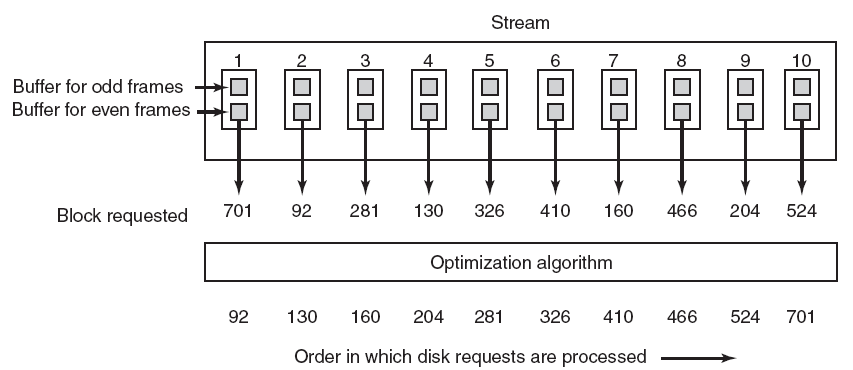 Stream
1 2 3 4 5 6 7 8 9 10
Buffer for odd frames
Buffer for even frames
Block requested 701 92 281 130 326 410 160 466 204 524
Optimization algorithm
92 130 160 204 281 326 410 466 524 701
Order in which disk requests are processed